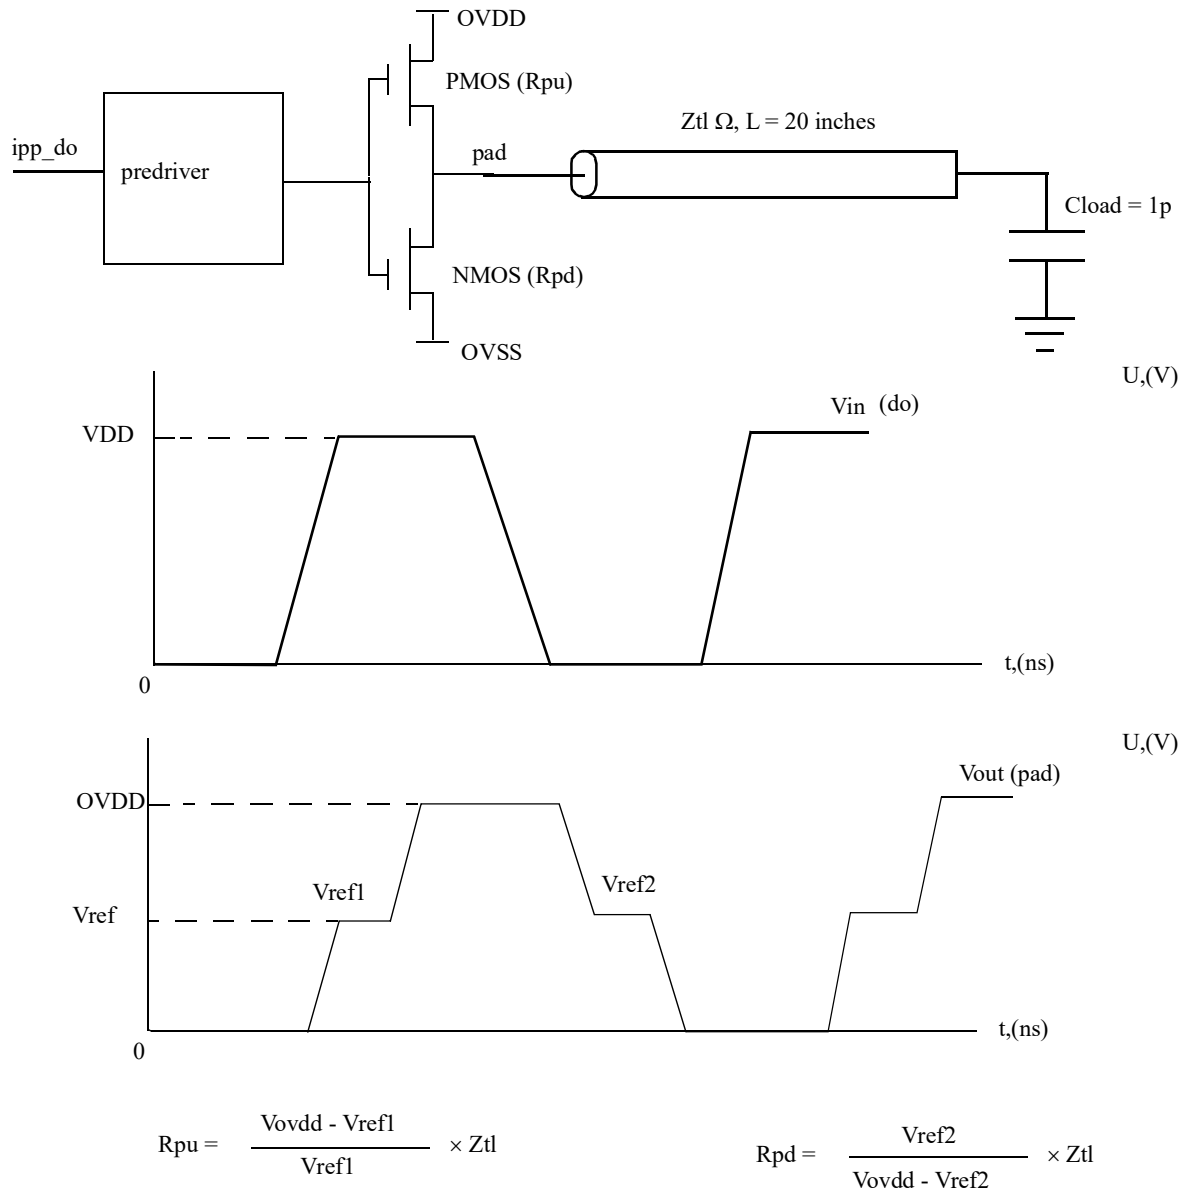 OVDD
PMOS (Rpu)
Ztl Ω, L = 20 inches
ipp_do
predriver
pad
Cload = 1p
NMOS (Rpd)
OVSS
U,(V)
Vin (do)
VDD
t,(ns)
0
U,(V)
Vout (pad)
OVDD
Vref1
Vref2
Vref
t,(ns)
0
Rpu = Vovdd - Vref1
Vref1
× Ztl
Rpd = Vref2
Vovdd - Vref2
× Ztl